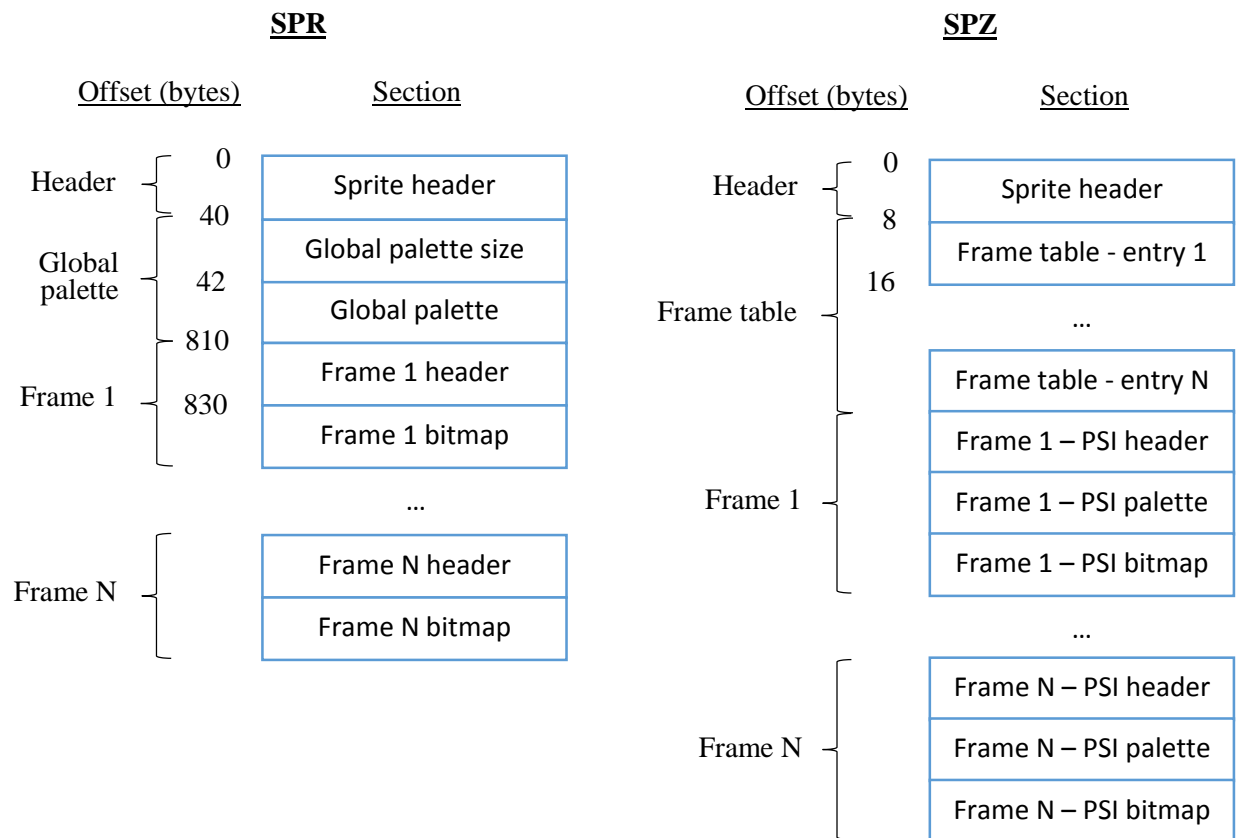 SPR
Offset (bytes) Section
Header
0
Sprite header
40
Global palette
Global palette size
42
Global palette
810
Frame 1
Frame 1 header
830
Frame 1 bitmap
...
Frame N
Frame N header
Frame N bitmap
SPZ
Offset (bytes) Section
Header
0
Sprite header
8
Frame table
Frame table - entry 1
16
...
Frame table - entry N
Frame 1
Frame 1 – PSI header
Frame 1 – PSI palette
Frame 1 – PSI bitmap
...
Frame N
Frame N – PSI header
Frame N – PSI palette
Frame N – PSI bitmap